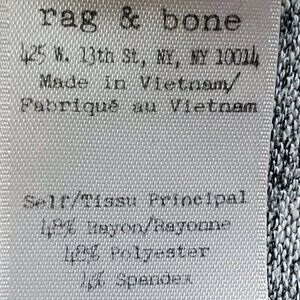 rag & bone
425 W. 13th St, NY, NY 10014
Made in Vietnam/
Fabriqué au Vietnam
Self/Tissu Principal
48% Rayon/Rayonne
48% Polyester
4% Spandex